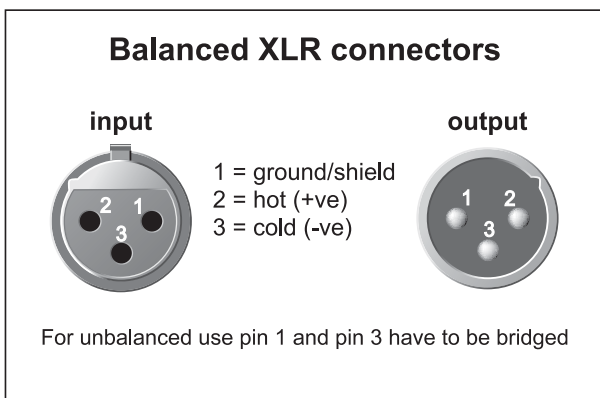 Balanced XLR connectors
input
output
1 = ground/shield
2 = hot (+ve)
3 = cold (-ve)
2 1
3
1 2
3
For unbalanced use pin 1 and pin 3 have to be bridged